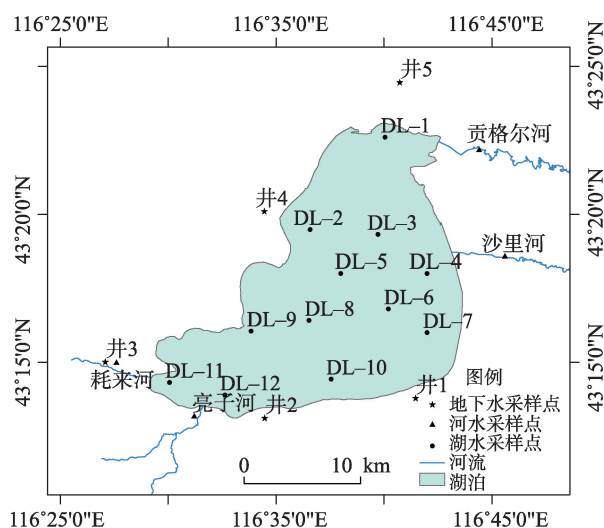 116°25'0"E 116°35'0"E 116°45'0"E
43°25'0"N 43°25'0"N
井5
DL–1
贡格尔河
井4
43°20'0"N 43°20'0"N
DL–2 DL–3
沙里河
DL–5 DL–4
DL–8 DL–6
DL–9 DL–7
井3
43°15'0"N 43°15'0"N
耗来河 DL–11 DL–10
DL–12
亮子河 井2 井1
图例
地下水采样点
河水采样点
湖水采样点
河流
湖泊
0 10 km
116°25'0"E 116°35'0"E 116°45'0"E